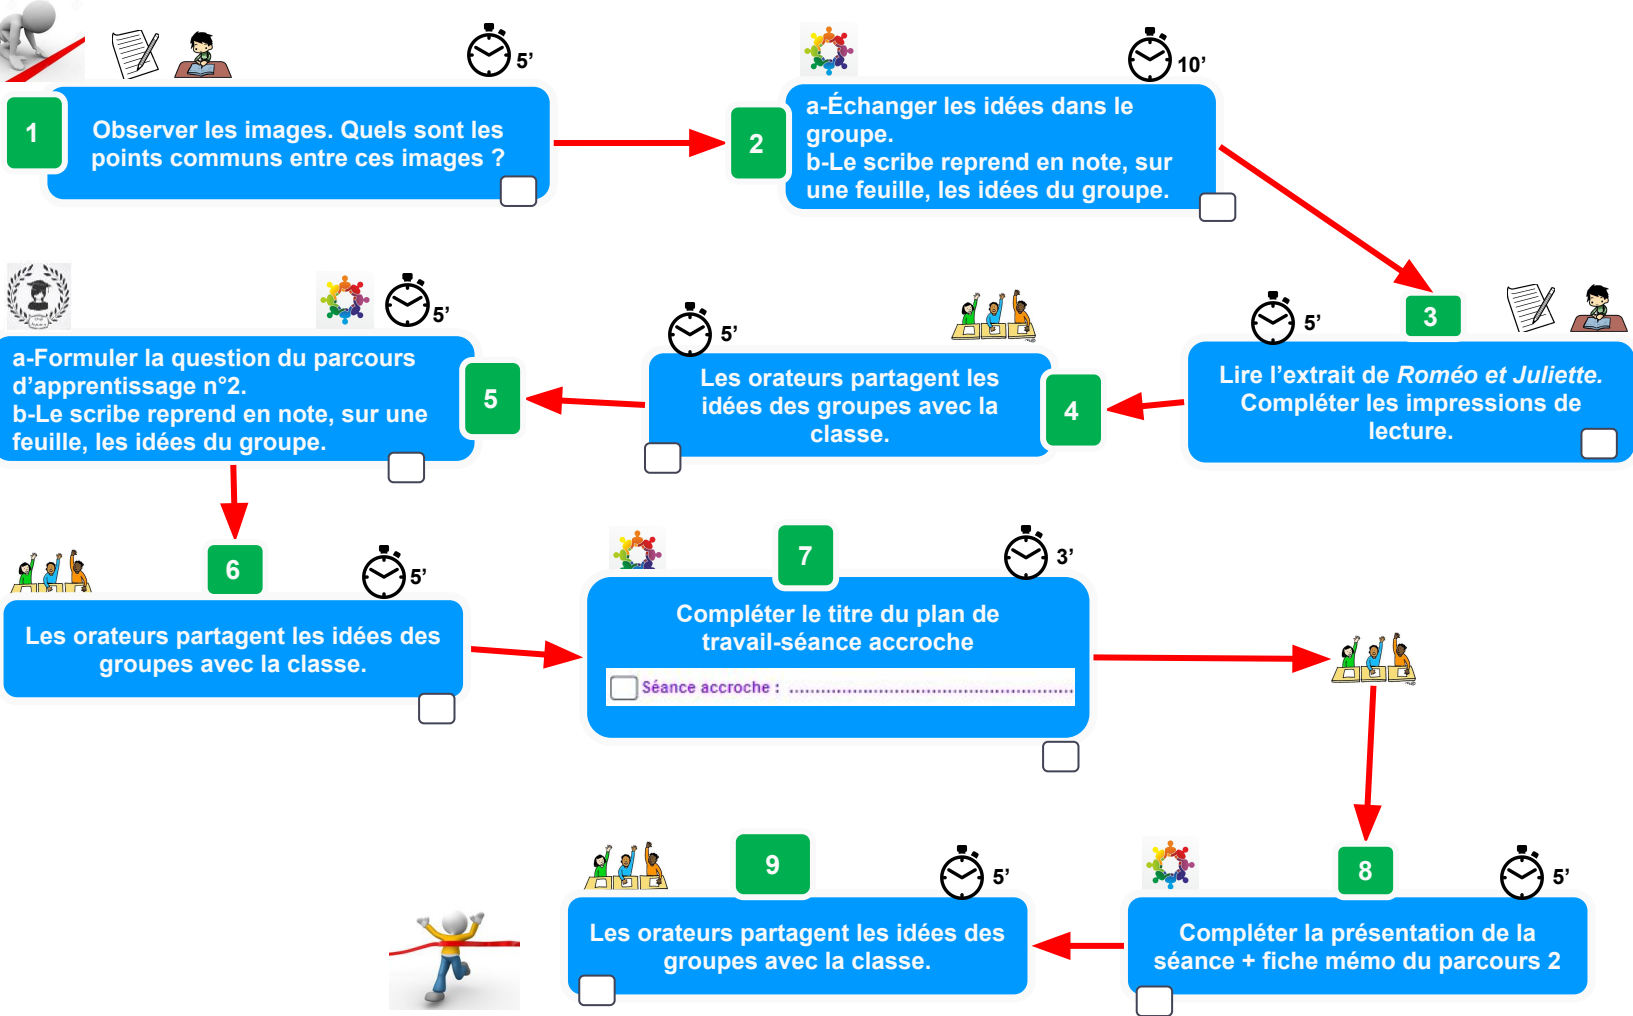 5’
1
Observer les images. Quels sont les
points communs entre ces images ?
10’
2
a-Échanger les idées dans le
groupe.
b-Le scribe reprend en note, sur
une feuille, les idées du groupe.
5’
3
Lire l’extrait de Roméo et Juliette.
Compléter les impressions de
lecture.
5’
4
Les orateurs partagent les
idées des groupes avec la
classe.
5’
5
a-Formuler la question du parcours
d’apprentissage n°2.
b-Le scribe reprend en note, sur une
feuille, les idées du groupe.
6
5’
Les orateurs partagent les idées des
groupes avec la classe.
7
3’
Compléter le titre du plan de
travail-séance accroche
Séance accroche : ......................................................
8
5’
Compléter la présentation de la
séance + fiche mémo du parcours 2
9
5’
Les orateurs partagent les idées des
groupes avec la classe.